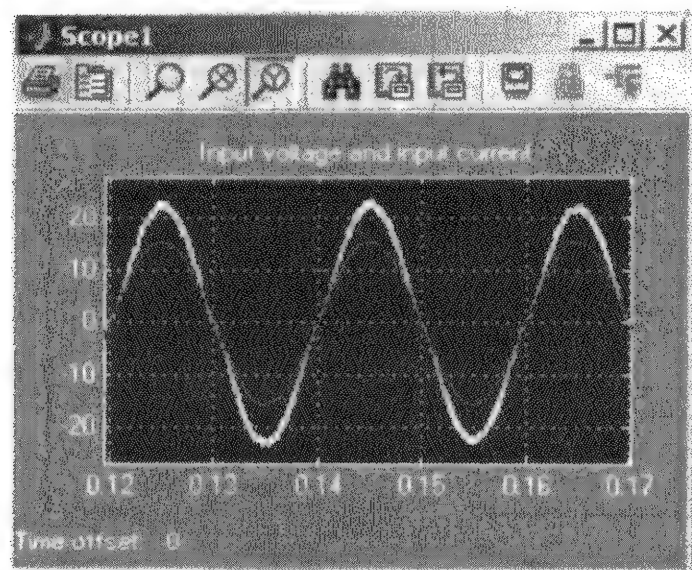 Scope1
Input voltage and input current
20
10
0
10
20
0.12 0.13 0.14 0.15 0.16 0.17
Time offset: 0